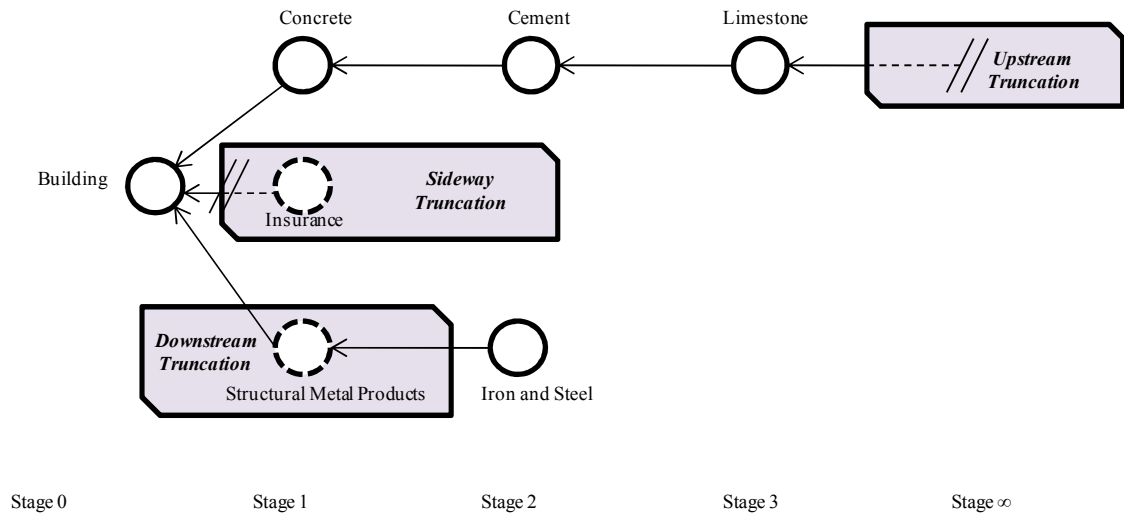 Concrete
Cement
Limestone
Upstream
Truncation
Building
Sideway
Truncation
Insurance
Downstream
Truncation
Structural Metal Products
Iron and Steel
Stage 0
Stage 1
Stage 2
Stage 3
Stage ∞